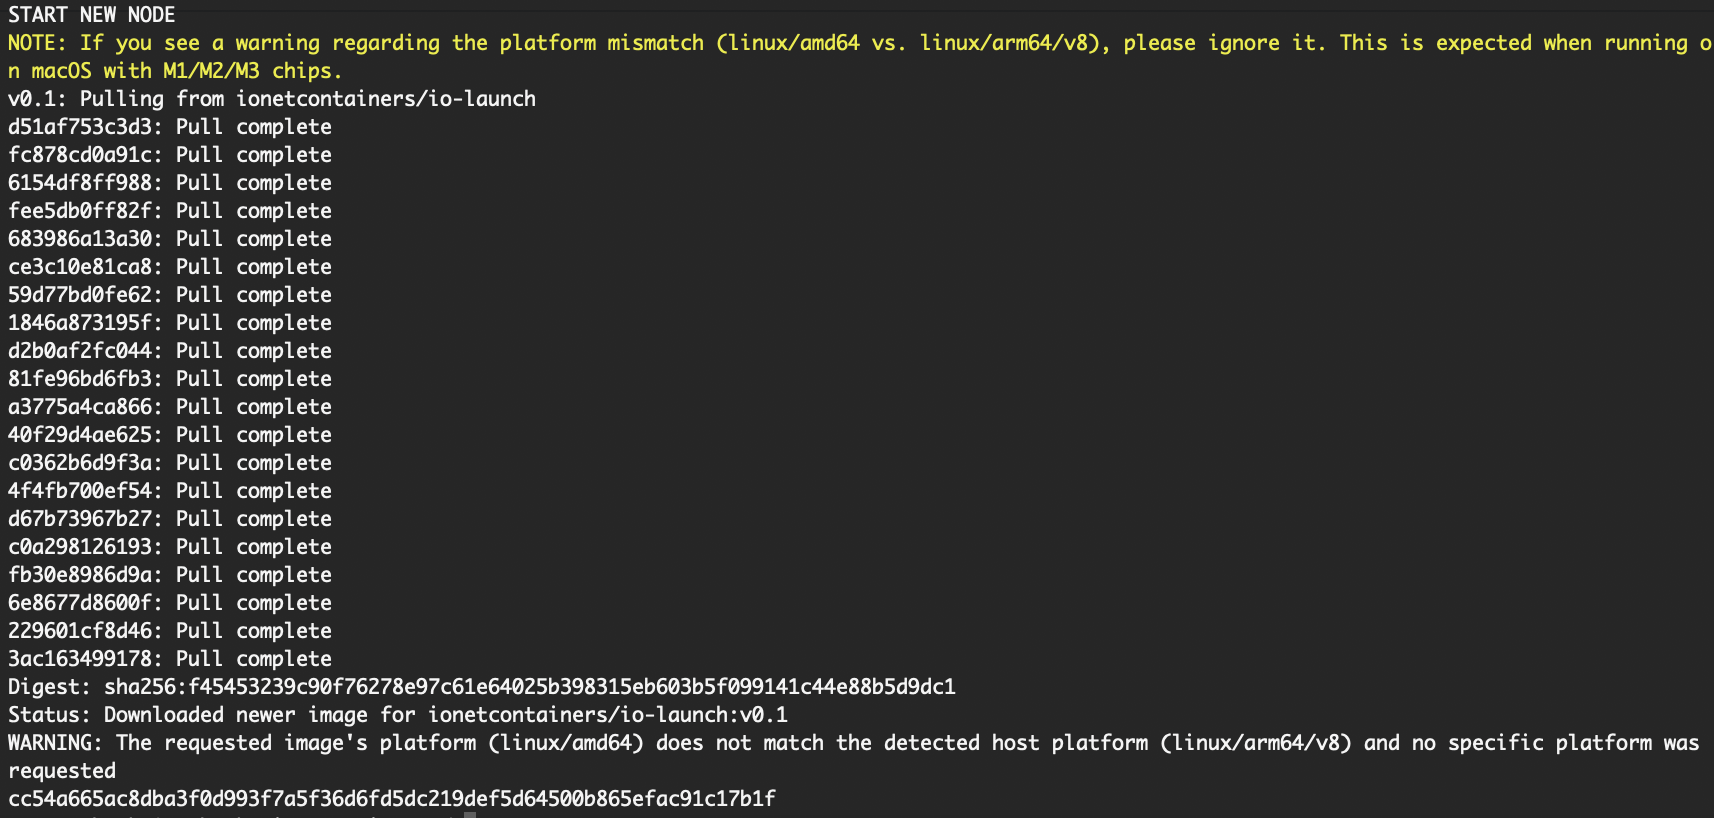 START NEW NODE
NOTE: If you see a warning regarding the platform mismatch (linux/amd64 vs. linux/arm64/v8), please ignore it. This is expected when running o
n macOS with M1/M2/M3 chips.
v0.1: Pulling from ionetcontainers/io-launch
d51af753c3d3: Pull complete
fc878cd0a91c: Pull complete
6154df8ff988: Pull complete
fee5db0ff82f: Pull complete
683986a13a30: Pull complete
ce3c10e81ca8: Pull complete
59d77bd0fe62: Pull complete
1846a873195f: Pull complete
d2b0af2fc044: Pull complete
81fe96bd6fb3: Pull complete
a3775a4ca866: Pull complete
40f29d4ae625: Pull complete
c0362b6d9f3a: Pull complete
4f4fb700ef54: Pull complete
d67b73967b27: Pull complete
c0a298126193: Pull complete
fb30e8986d9a: Pull complete
6e8677d8600f: Pull complete
229601cf8d46: Pull complete
3ac163499178: Pull complete
Digest: sha256:f45453239c90f76278e97c61e64025b398315eb603b5f099141c44e88b5d9dc1
Status: Downloaded newer image for ionetcontainers/io-launch:v0.1
WARNING: The requested image's platform (linux/amd64) does not match the detected host platform (linux/arm64/v8) and no specific platform was
requested
cc54a665ac8dba3f0d993f7a5f36d6fd5dc219def5d64500b865efac91c17b1f